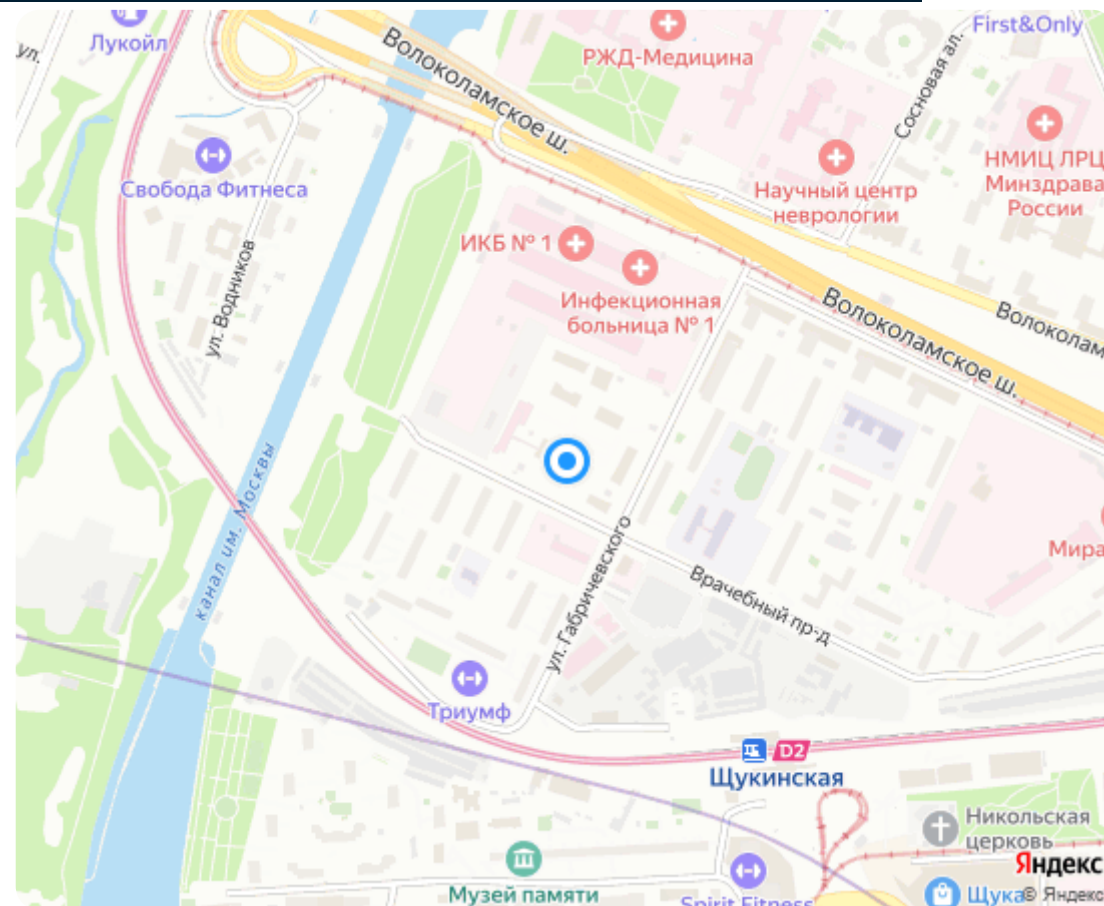 Лукойл
ул.
First&Only
РЖД-Медицина
Волоколамское ш.
Сосновая ал.
Свобода Фитнеса
Научный центр
неврологии
НМИЦ ЛРЦ
Минздрава
России
ИКБ № 1
ул. Водников
Инфекционная
больница № 1
Волоколамское ш.
Волоколам
канал им. Москвы
Мира
ул. Габричевского
Врачебный пр-д
Триумф
D2
Щукинская
Никольская
церковь
Яндекс
Музей памяти
Spirit Fitness
Щука
© Яндекс